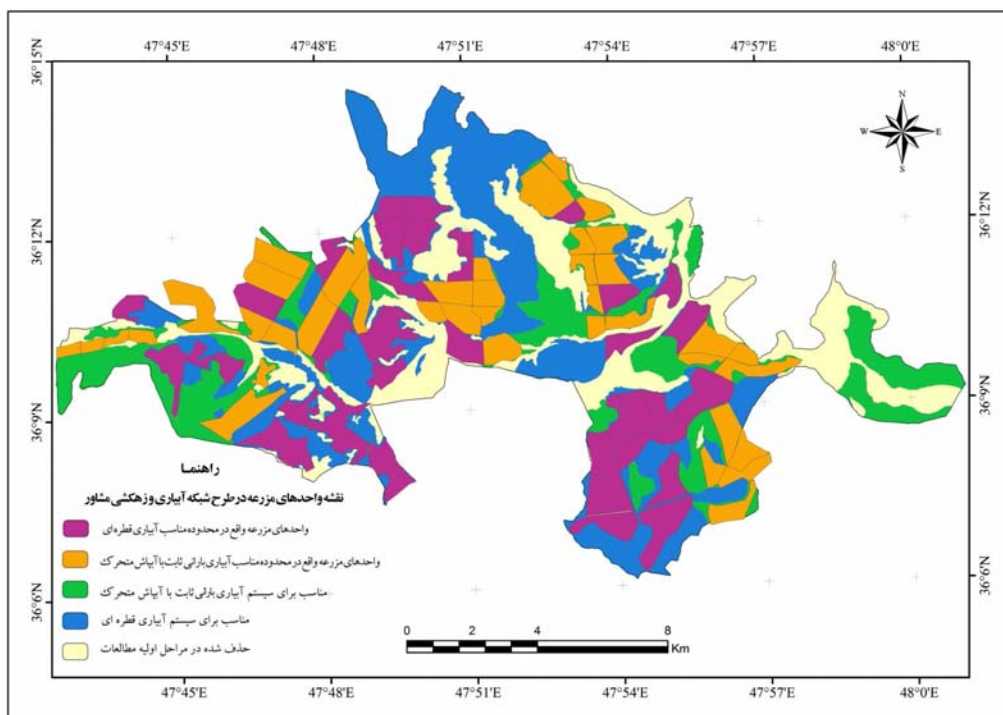 47°45'E 47°48'E 47°51'E 47°54'E 47°57'E 48°0'E
36°15'N
36°12'N
36°9'N
36°6'N
N
W E
S
36°12'N
36°9'N
36°6'N
راهنما
نقشه واحدهای مزرعه در طرح شبکه آبیاری و زهکشی مشاور
واحدهای مزرعه واقع در محدوده مناسب آبیاری قطره ای
واحدهای مزرعه واقع در محدوده مناسب آبیاری بارانی ثابت با آبپاش متحرک
مناسب برای سیستم آبیاری بارانی ثابت با آبپاش متحرک
مناسب برای سیستم آبیاری قطره ای
حذف شده در مراحل اولیه مطالعات
0 2 4 8
Km
47°45'E 47°48'E 47°51'E 47°54'E 47°57'E 48°0'E